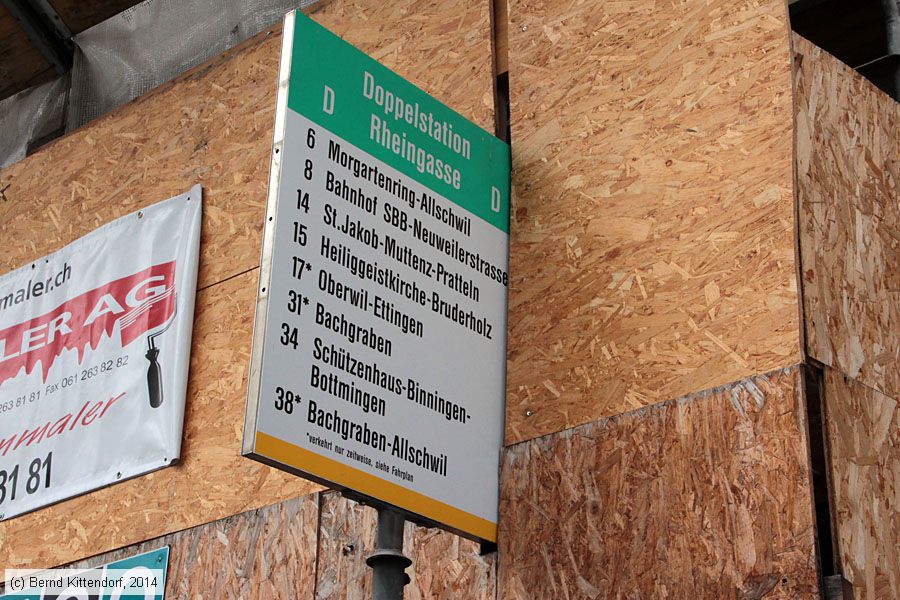 Doppelstation
D Rheingasse D
6 Morgartenring-Allschwil
8 Bahnhof SBB-Neuweilerstrasse
14 St.Jakob-Muttenz-Pratteln
15 Heiliggeistkirche-Bruderholz
17* Oberwil-Ettingen
31* Bachgraben
34 Schützenhaus-Binningen-
Bottmingen
38* Bachgraben-Allschwil
*verkehrt nur zeitweise, siehe Fahrplan
maler.ch
LER AG
263 81 81 Fax 061 263 82 82
nmaler
81 81
(c) Bernd Kittendorf, 2014